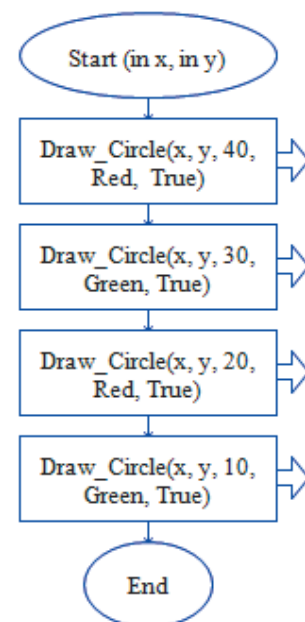 Start (in x, in y)
Draw_Circle(x, y, 40,
Red, True)
Draw_Circle(x, y, 30,
Green, True)
Draw_Circle(x, y, 20,
Red, True)
Draw_Circle(x, y, 10,
Green, True)
End